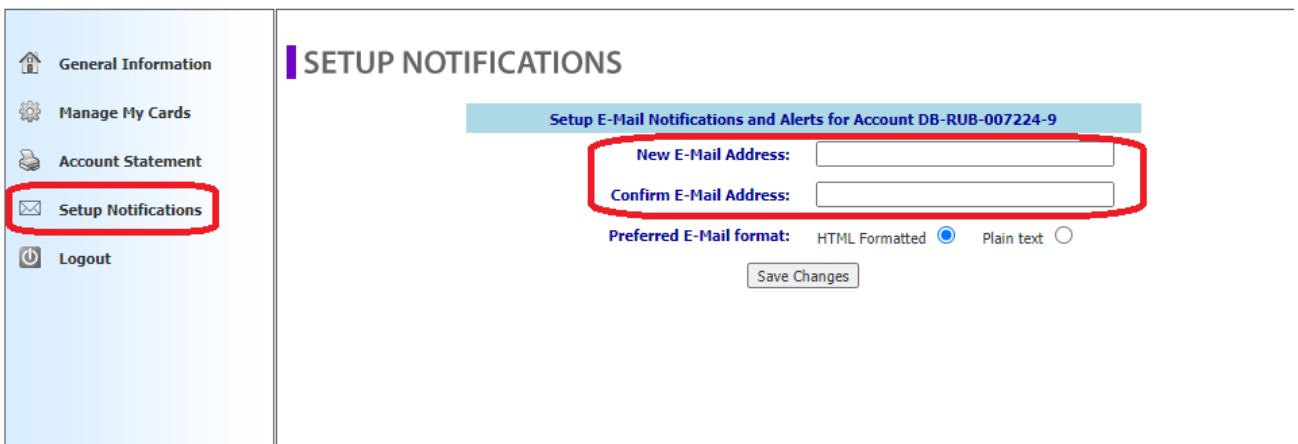 General Information
Manage My Cards
Account Statement
Setup Notifications
Logout
SETUP NOTIFICATIONS
Setup E-Mail Notifications and Alerts for Account DB-RUB-007224-9
New E-Mail Address:
Confirm E-Mail Address:
Preferred E-Mail format: HTML Formatted Plain text
Save Changes